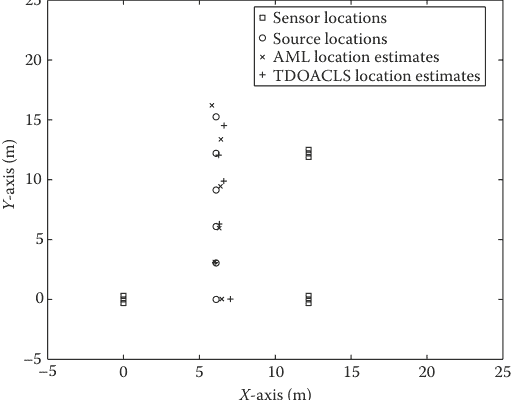 25
20
15
10
5
0
−5
−5
0
5
10
15
20
25
Y-axis (m)
X-axis (m)
Sensor locations
Source locations
AML location estimates
TDOACLS location estimates